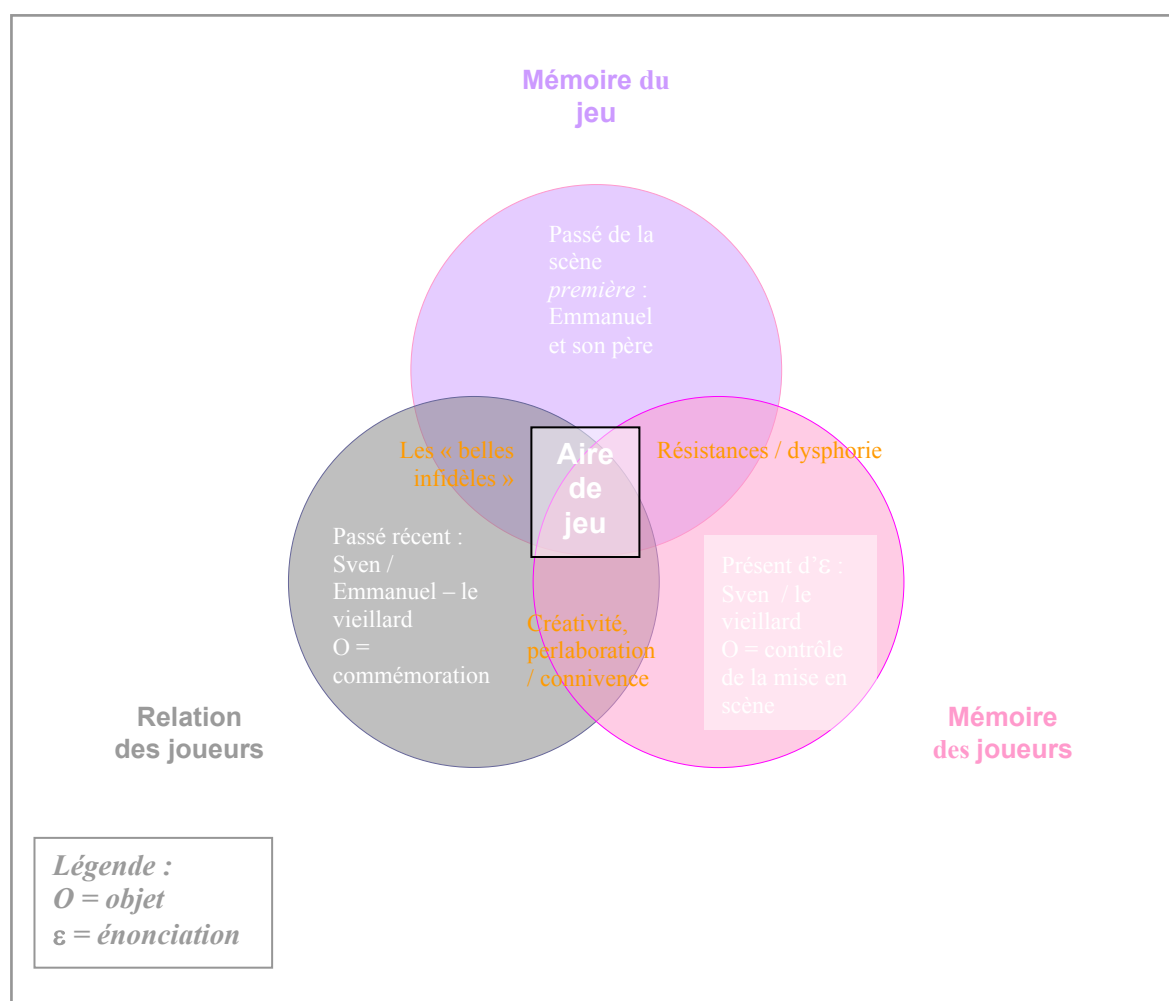 Mémoire du
jeu
Passé de la
scène
première :
Emmanuel
et son père
Les « belles
infidèles »
Aire
de
jeu
Résistances / dysphorie
Passé récent :
Sven /
Emmanuel – le
vieillard
O =
commémoration
Créativité,
perlaboration
/ connivence
Présent d’ε :
Sven / le
vieillard
O = contrôle
de la mise en
scène
Relation
des joueurs
Mémoire
des joueurs
Légende :
O = objet
ε = énonciation